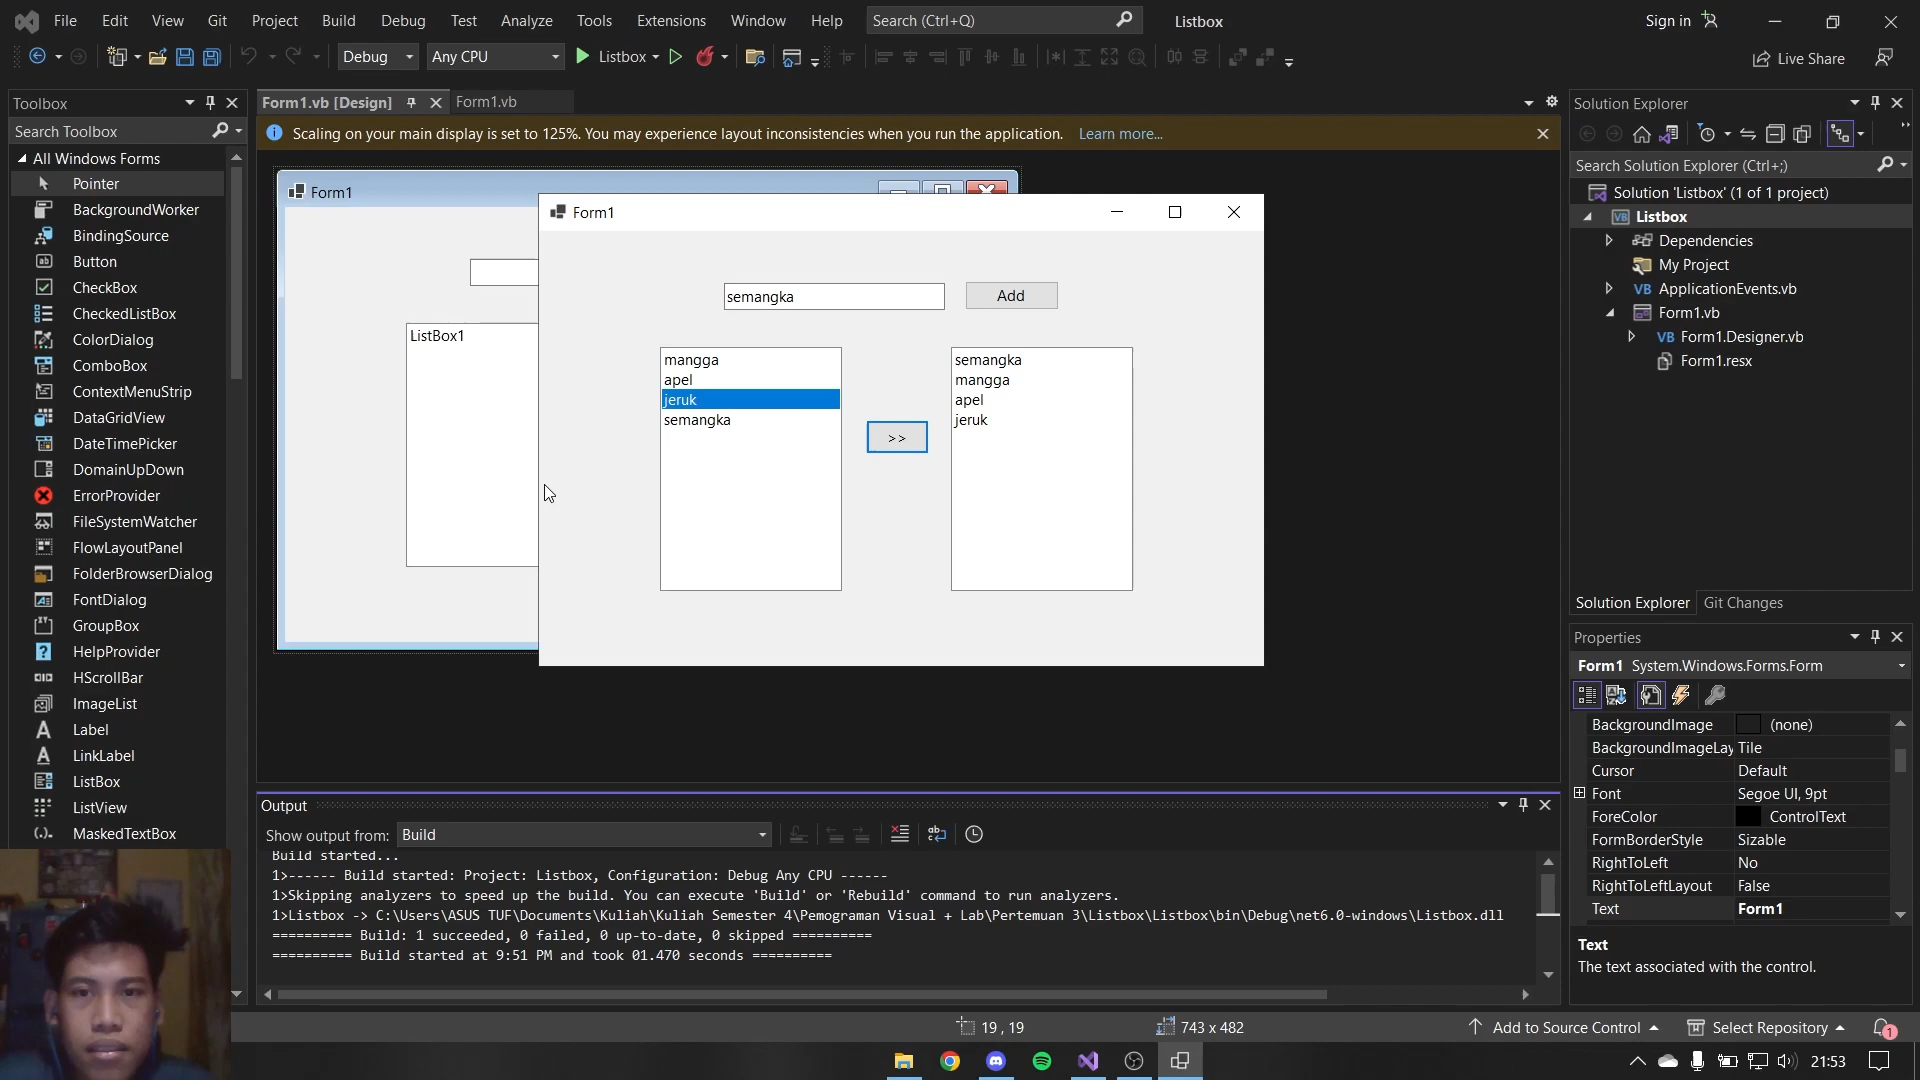 File Edit View Git Project Build Debug Test Analyze Tools Extensions Window Help Search (Ctrl+Q) Listbox Sign in
Debug Any CPU Listbox Live Share
Toolbox
Search Toolbox
All Windows Forms
Pointer
BackgroundWorker
BindingSource
Button
CheckBox
CheckedListBox
ColorDialog
ComboBox
ContextMenuStrip
DataGridView
DateTimePicker
DomainUpDown
ErrorProvider
FileSystemWatcher
FlowLayoutPanel
FolderBrowserDialog
FontDialog
GroupBox
HelpProvider
HScrollBar
ImageList
Label
LinkLabel
ListBox
ListView
MaskedTextBox
Form1.vb [Design] Form1.vb
Scaling on your main display is set to 125%. You may experience layout inconsistencies when you run the application. Learn more...
Form1
ListBox1
Form1
semangka Add
mangga
apel
jeruk
semangka
>>
semangka
mangga
apel
jeruk
Output
Show output from: Build
Build started...
1>------ Build started: Project: Listbox, Configuration: Debug Any CPU ------
1>Skipping analyzers to speed up the build. You can execute 'Build' or 'Rebuild' command to run analyzers.
1>Listbox -> C:\Users\ASUS TUF\Documents\Kuliah\Kuliah Semester 4\Pemograman Visual + Lab\Pertemuan 3\Listbox\Listbox\bin\Debug\net6.0-windows\Listbox.dll
========== Build: 1 succeeded, 0 failed, 0 up-to-date, 0 skipped ==========
========== Build started at 9:51 PM and took 01.470 seconds ==========
Solution Explorer
Search Solution Explorer (Ctrl+;)
Solution 'Listbox' (1 of 1 project)
VB Listbox
Dependencies
My Project
VB ApplicationEvents.vb
Form1.vb
VB Form1.Designer.vb
Form1.resx
Solution Explorer Git Changes
Properties
Form1 System.Windows.Forms.Form
BackgroundImage (none)
BackgroundImageLay Tile
Cursor Default
Font Segoe UI, 9pt
ForeColor ControlText
FormBorderStyle Sizable
RightToLeft No
RightToLeftLayout False
Text Form1
Text
The text associated with the control.
19 , 19 743 x 482 Add to Source Control Select Repository 1
21:53